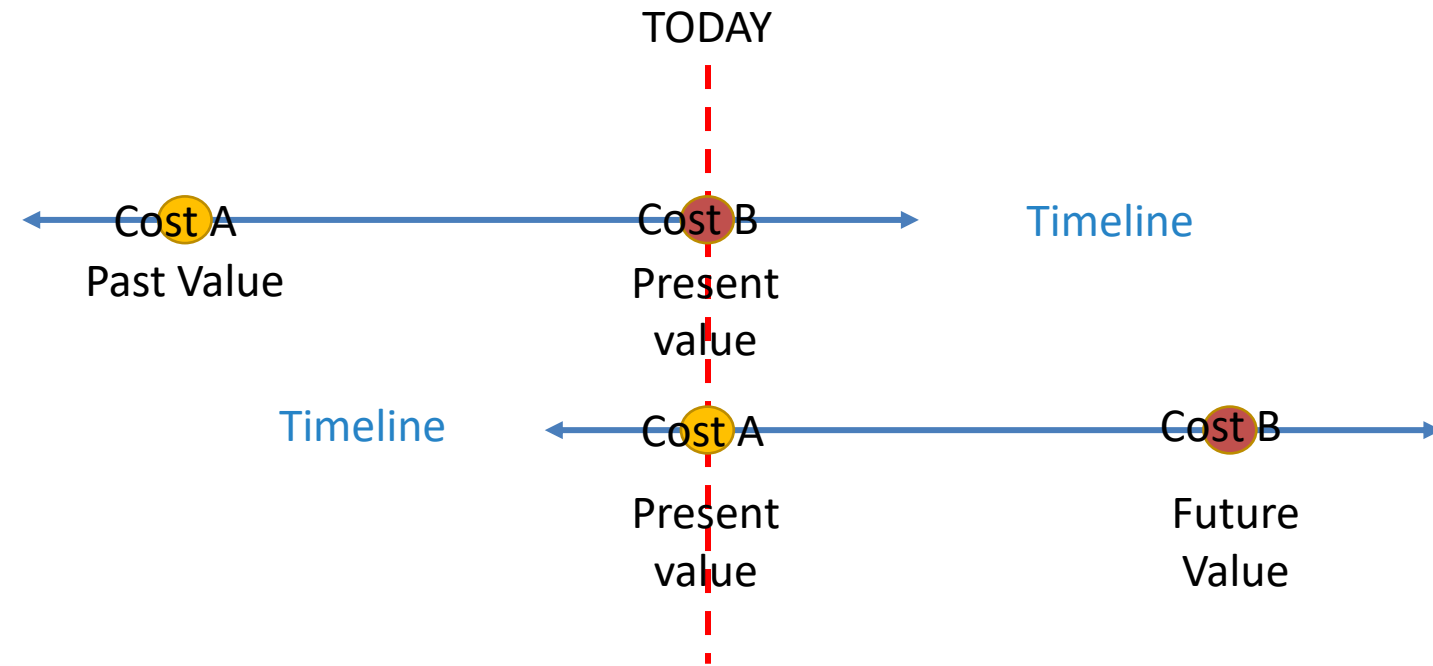 TODAY
Cost A
Cost B
Timeline
Past Value
Present
value
Timeline
Cost A
Cost B
Present
value
Future
Value